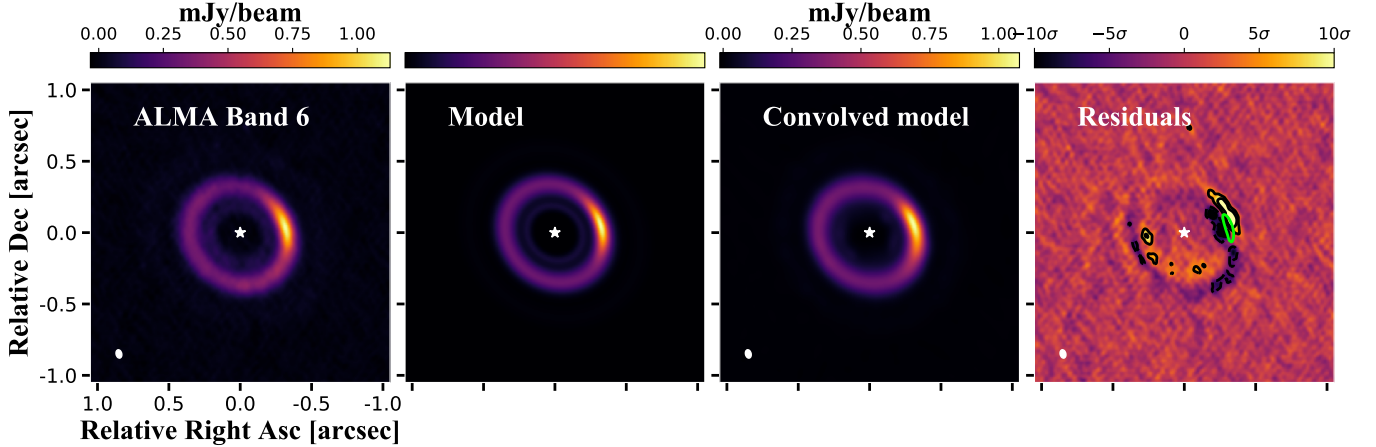 mJy/beam mJy/beam
0.00 0.25 0.50 0.75 1.00 0.00 0.25 0.50 0.75 1.00 −10σ −5σ 0 5σ 10σ
ALMA Band 6 Model Convolved model Residuals
Relative Dec [arcsec]
1.0
0.5
0.0
-0.5
-1.0
1.0 0.5 0.0 -0.5 -1.0
Relative Right Asc [arcsec]